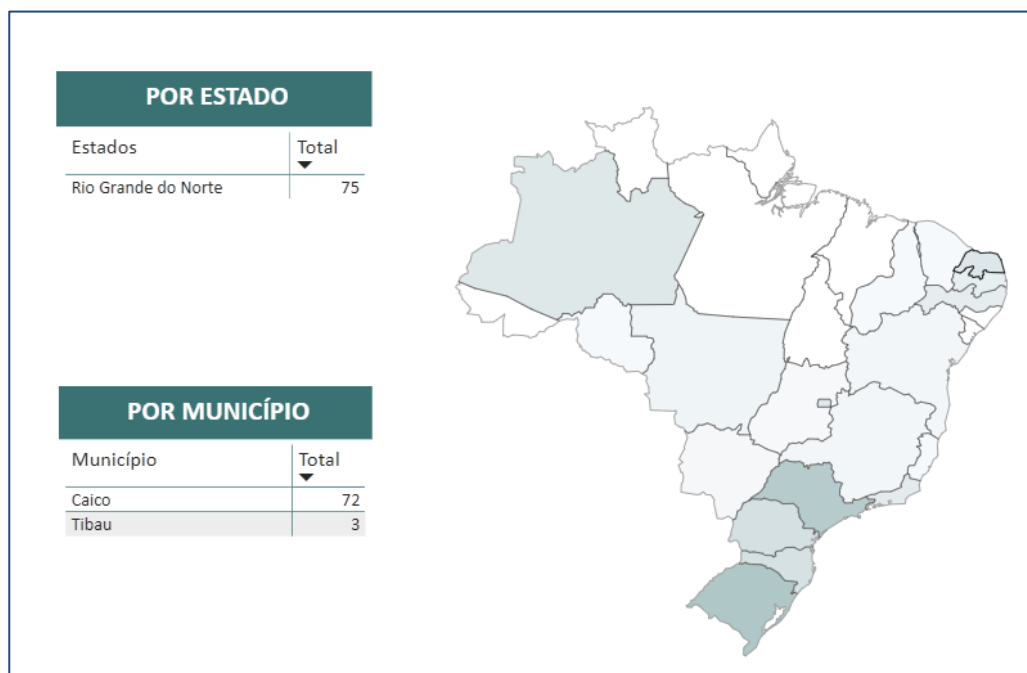 POR ESTADO
Estados Total
Rio Grande do Norte 75
POR MUNICÍPIO
Município Total
Caico 72
Tibau 3